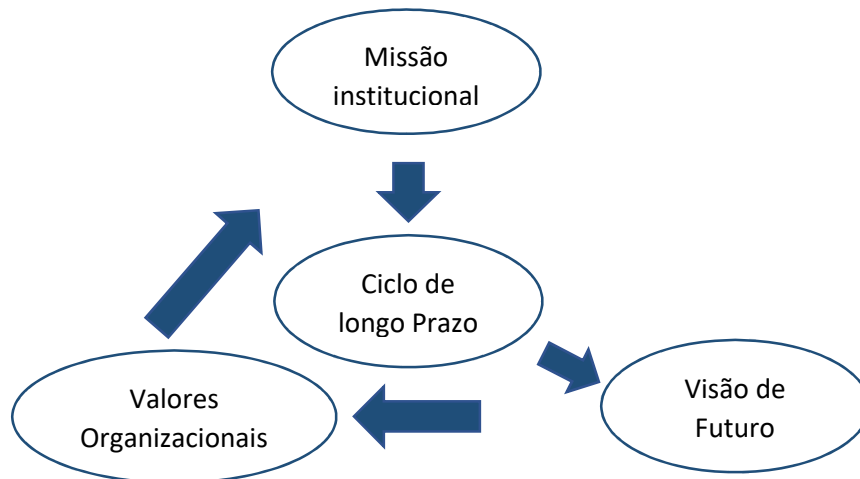 Missão
institucional
Ciclo de
longo Prazo
Valores
Organizacionais
Visão de
Futuro